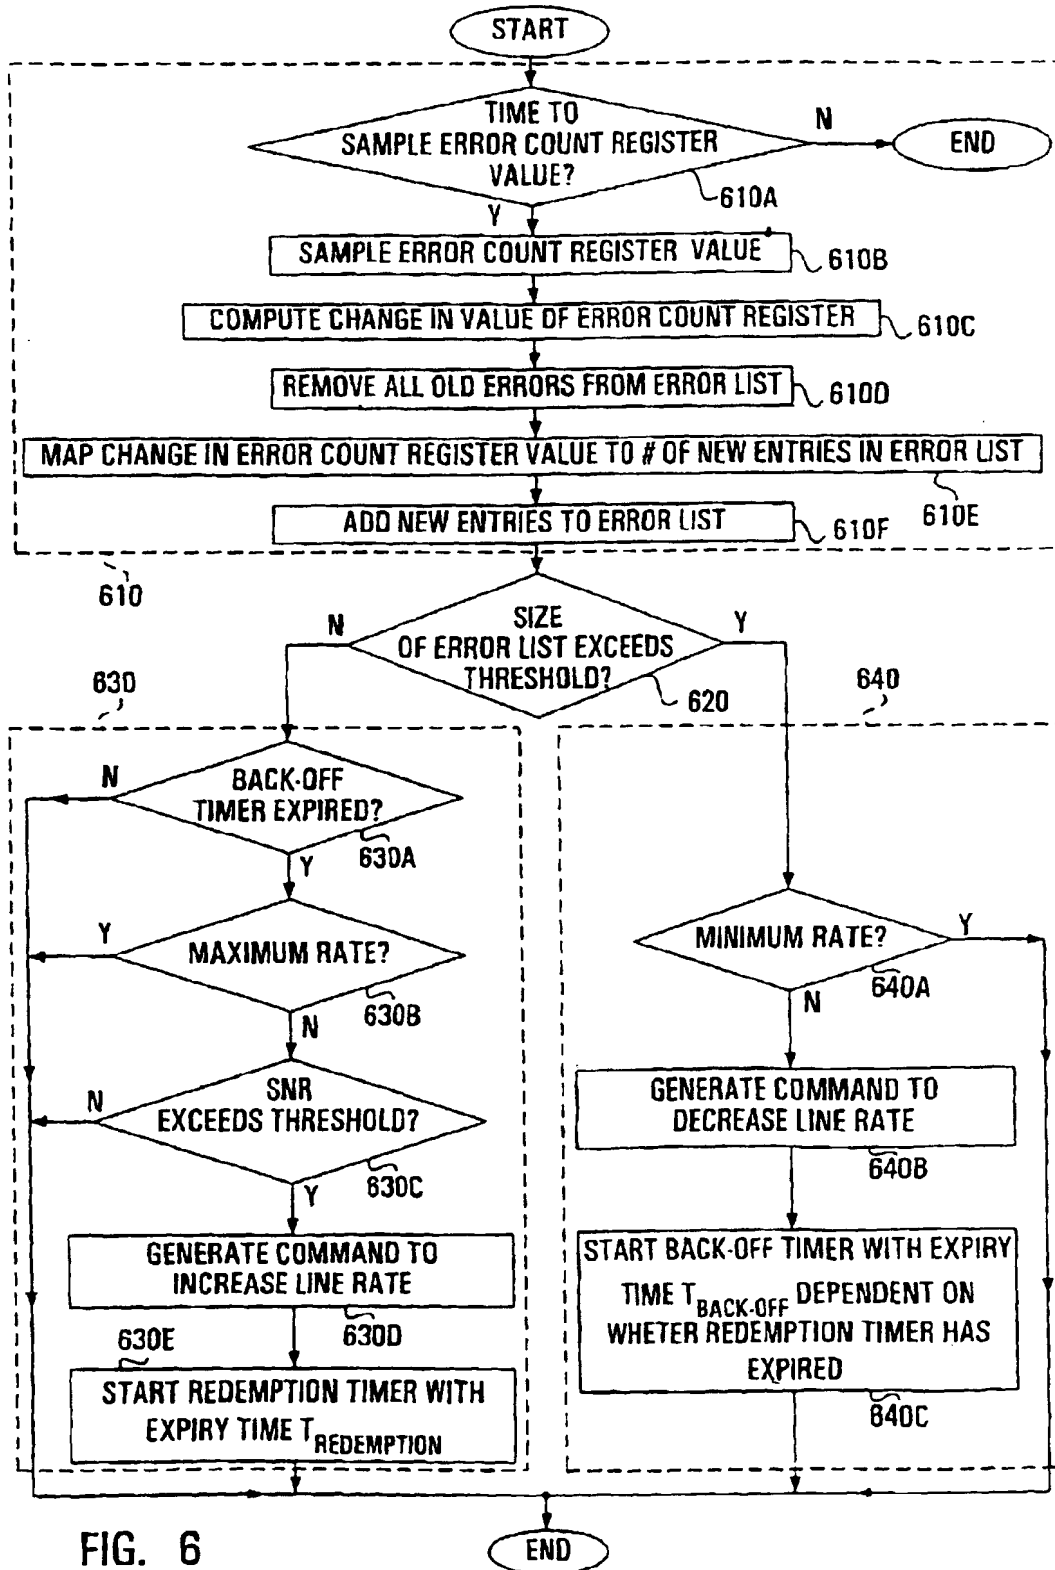 START
TIME TO
SAMPLE ERROR COUNT REGISTER
VALUE?
N
END
610A
Y
SAMPLE ERROR COUNT REGISTER VALUE
610B
COMPUTE CHANGE IN VALUE OF ERROR COUNT REGISTER
610C
REMOVE ALL OLD ERRORS FROM ERROR LIST
610D
MAP CHANGE IN ERROR COUNT REGISTER VALUE TO # OF NEW ENTRIES IN ERROR LIST
610E
ADD NEW ENTRIES TO ERROR LIST
610F
610
SIZE
OF ERROR LIST EXCEEDS
THRESHOLD?
N
Y
620
630
640
BACK-OFF
TIMER EXPIRED?
N
630A
Y
MAXIMUM RATE?
Y
630B
N
SNR
EXCEEDS THRESHOLD?
N
630C
Y
GENERATE COMMAND TO
INCREASE LINE RATE
630D
630E
START REDEMPTION TIMER WITH
EXPIRY TIME TREDEMPTION
MINIMUM RATE?
Y
640A
N
GENERATE COMMAND TO
DECREASE LINE RATE
640B
START BACK-OFF TIMER WITH EXPIRY
TIME TBACK-OFF DEPENDENT ON
WHETER REDEMPTION TIMER HAS
EXPIRED
640C
END
FIG. 6